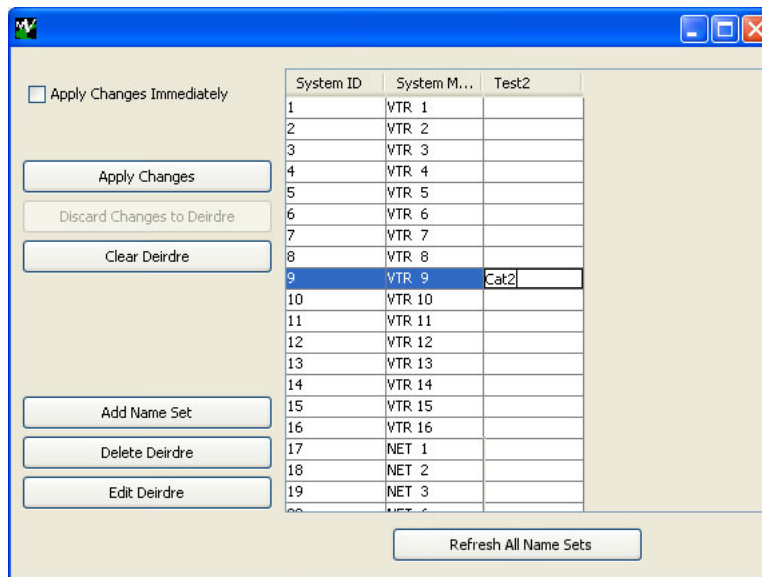 MV
Apply Changes Immediately
Apply Changes
Discard Changes to Deirdre
Clear Deirdre
Add Name Set
Delete Deirdre
Edit Deirdre
System ID System M... Test2
1 VTR 1
2 VTR 2
3 VTR 3
4 VTR 4
5 VTR 5
6 VTR 6
7 VTR 7
8 VTR 8
9 VTR 9 Cat2
10 VTR 10
11 VTR 11
12 VTR 12
13 VTR 13
14 VTR 14
15 VTR 15
16 VTR 16
17 NET 1
18 NET 2
19 NET 3
Refresh All Name Sets